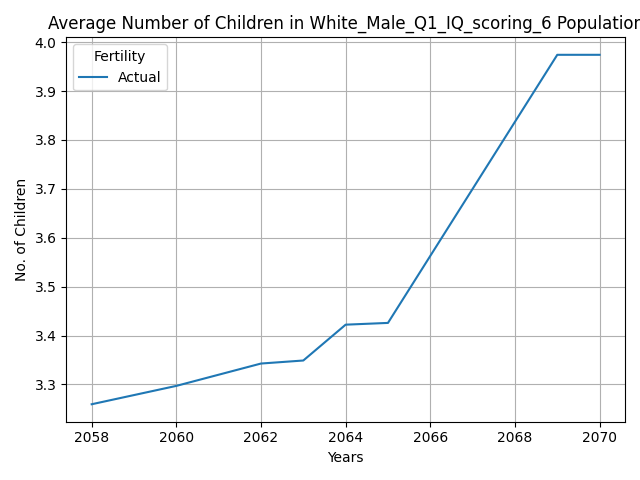 Average Number of Children in White_Male_Q1_IQ_scoring_6 Population
Fertility
Actual
No. of Children
4.0
3.9
3.8
3.7
3.6
3.5
3.4
3.3
2058 2060 2062 2064 2066 2068 2070
Years